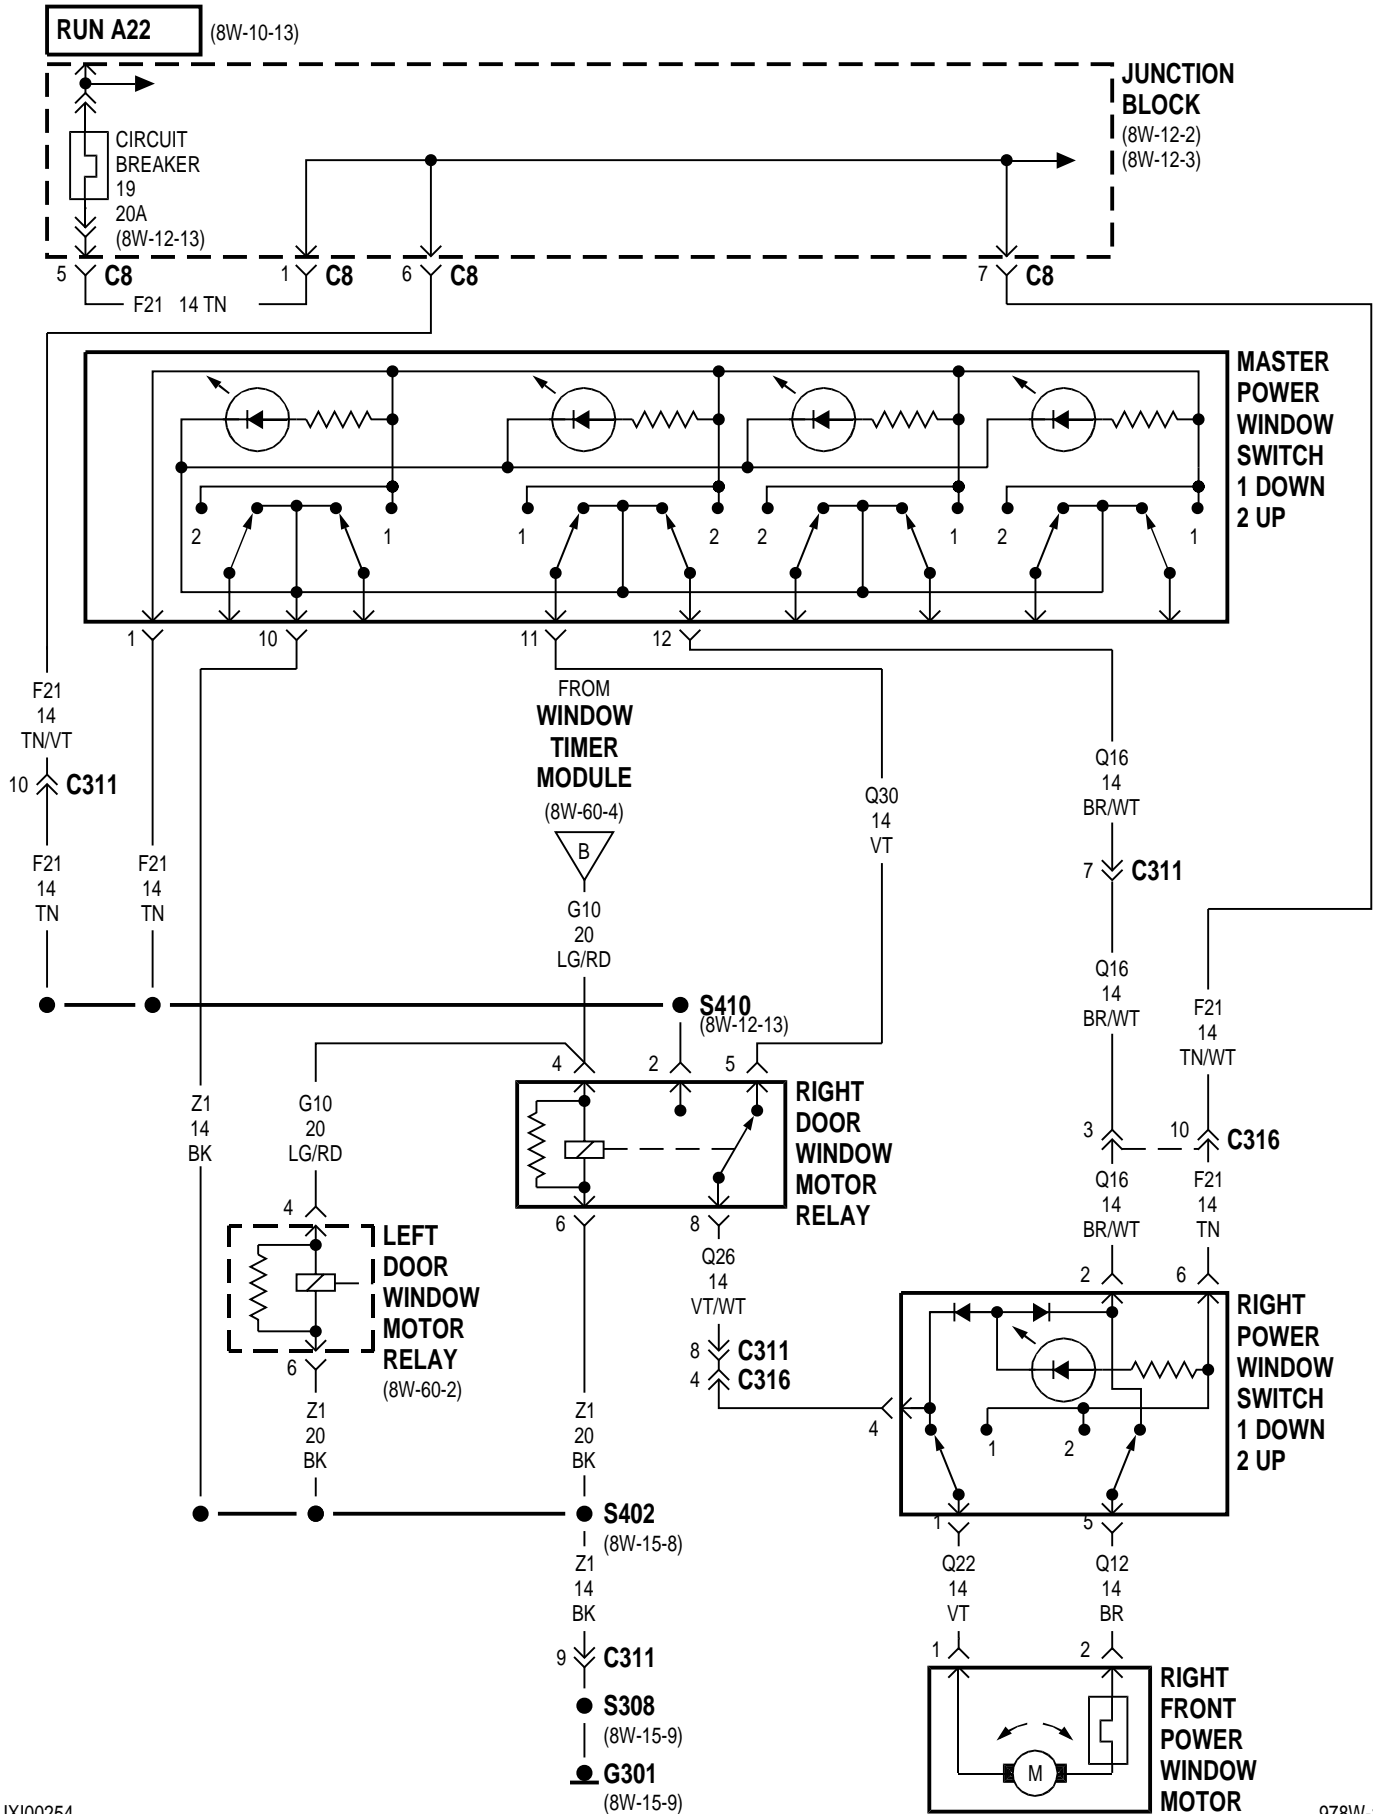 RUN A22 (8W-10-13)
JUNCTION
BLOCK
(8W-12-2)
(8W-12-3)
CIRCUIT
BREAKER
19
20A
(8W-12-13)
5 C8 1 C8 6 C8 7 C8
F21 14 TN
MASTER
POWER
WINDOW
SWITCH
1 DOWN
2 UP
2 1 1 2 2 1 2 1
1 10 11 12
F21
14
TN/VT
10 C311
F21
14
TN
F21
14
TN
FROM
WINDOW
TIMER
MODULE
(8W-60-4)
B
G10
20
LG/RD
Q30
14
VT
Q16
14
BR/WT
7 C311
Q16
14
BR/WT
F21
14
TN/WT
S410
(8W-12-13)
4 2 5
Z1
14
BK
G10
20
LG/RD
RIGHT
DOOR
WINDOW
MOTOR
RELAY
3 10 C316
Q16
14
BR/WT
F21
14
TN
4
LEFT
DOOR
WINDOW
MOTOR
RELAY
(8W-60-2)
6
6 8
Q26
14
VT/WT
8 C311
4 C316
2 6
RIGHT
POWER
WINDOW
SWITCH
1 DOWN
2 UP
4
1 2
Z1
20
BK
Z1
20
BK
S402
(8W-15-8)
1 5
Z1
14
BK
Q22
14
VT
Q12
14
BR
9 C311
1 2
S308
(8W-15-9)
G301
(8W-15-9)
RIGHT
FRONT
POWER
WINDOW
MOTOR
M